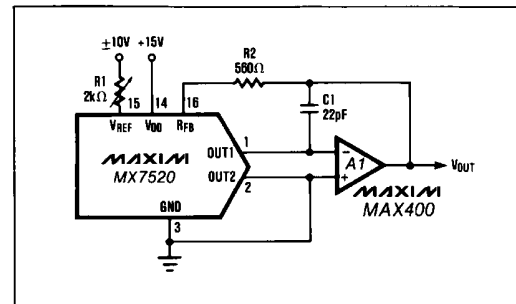 ±10V +15V
R1
2kΩ
15 14 16
R2
560Ω
C1
22pF
VREF VDD RFB
MAXIM
MX7520
OUT1 1
OUT2 2
GND
3
−
+
A1
VOUT
MAXIM
MAX400